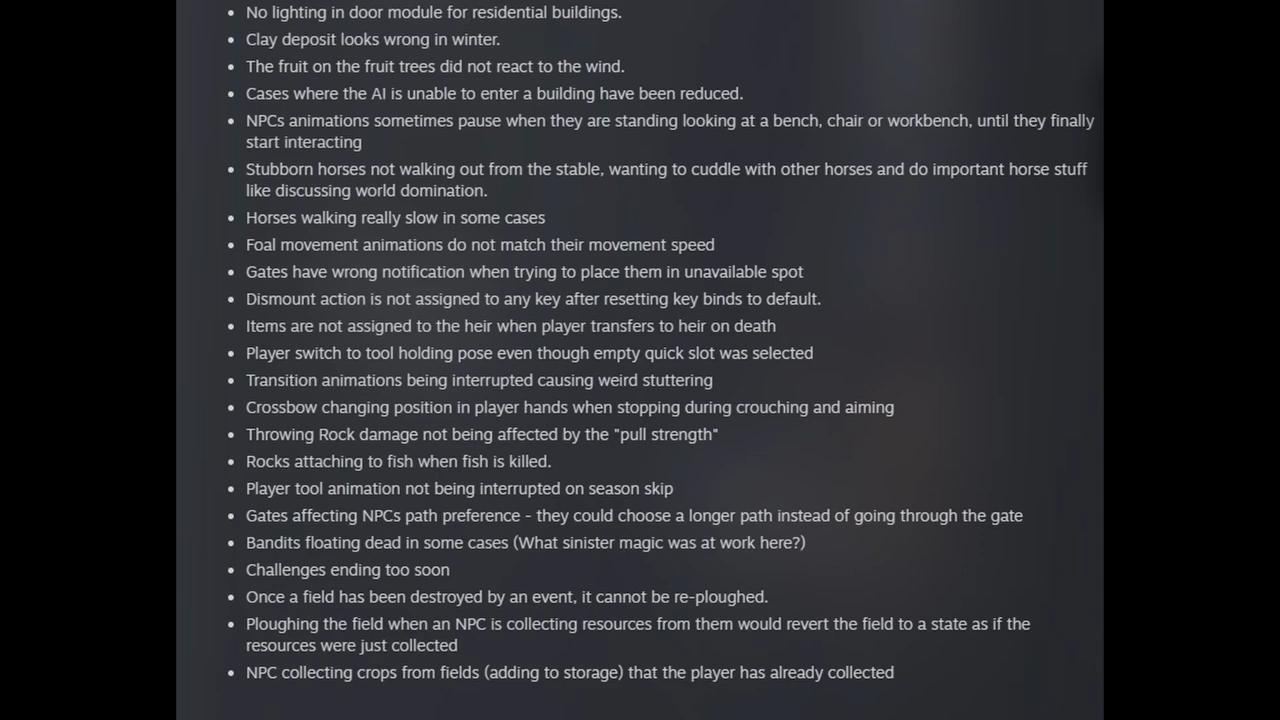 • No lighting in door module for residential buildings.
• Clay deposit looks wrong in winter.
• The fruit on the fruit trees did not react to the wind.
• Cases where the AI is unable to enter a building have been reduced.
• NPCs animations sometimes pause when they are standing looking at a bench, chair or workbench, until they finally
start interacting
• Stubborn horses not walking out from the stable, wanting to cuddle with other horses and do important horse stuff
like discussing world domination.
• Horses walking really slow in some cases
• Foal movement animations do not match their movement speed
• Gates have wrong notification when trying to place them in unavailable spot
• Dismount action is not assigned to any key after resetting key binds to default.
• Items are not assigned to the heir when player transfers to heir on death
• Player switch to tool holding pose even though empty quick slot was selected
• Transition animations being interrupted causing weird stuttering
• Crossbow changing position in player hands when stopping during crouching and aiming
• Throwing Rock damage not being affected by the "pull strength"
• Rocks attaching to fish when fish is killed.
• Player tool animation not being interrupted on season skip
• Gates affecting NPCs path preference - they could choose a longer path instead of going through the gate
• Bandits floating dead in some cases (What sinister magic was at work here?)
• Challenges ending too soon
• Once a field has been destroyed by an event, it cannot be re-ploughed.
• Ploughing the field when an NPC is collecting resources from them would revert the field to a state as if the
resources were just collected
• NPC collecting crops from fields (adding to storage) that the player has already collected